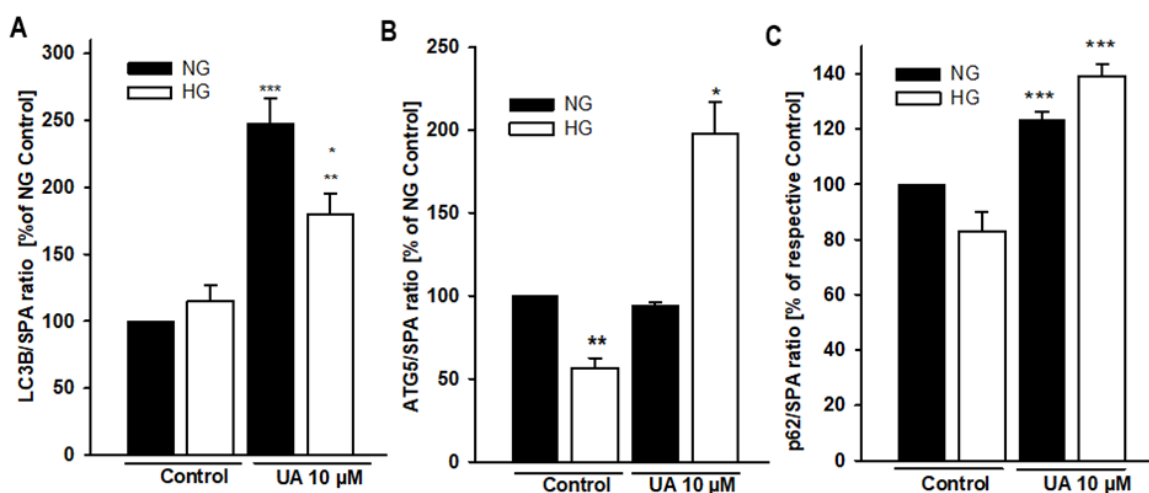 A
LC3B/SPA ratio [%of NG Control]
300
250
200
150
100
50
0
NG
HG
***
*
**
Control
UA 10 µM
B
ATG5/SPA ratio [% of NG Control]
250
200
150
100
50
0
NG
HG
**
*
Control
UA 10 µM
C
p62/SPA ratio [% of respective Control]
140
120
100
80
60
40
20
0
NG
HG
***
***
Control
UA 10 µM